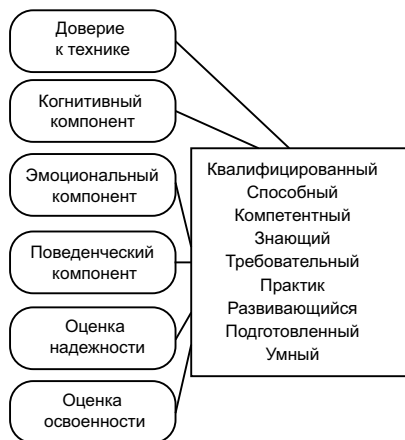 Доверие
к технике
Когнитивный
компонент
Эмоциональный
компонент
Поведенческий
компонент
Оценка
надежности
Оценка
освоенности
Квалифицированный
Способный
Компетентный
Знающий
Требовательный
Практик
Развивающийся
Подготовленный
Умный